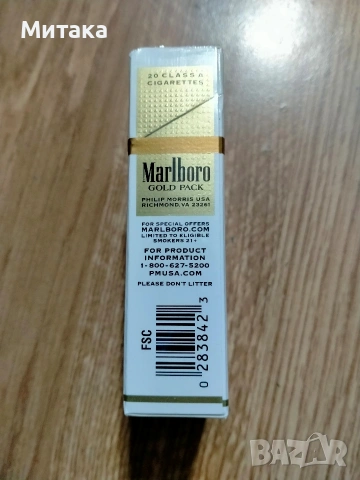 Митака
20 CLASS A
CIGARETTES
Marlboro
GOLD PACK
PHILIP MORRIS USA
RICHMOND, VA 23261
FOR SPECIAL OFFERS
MARLBORO.COM
LIMITED TO ELIGIBLE
SMOKERS 21+
FOR PRODUCT
INFORMATION
1-800-627-5200
PMUSA.COM
PLEASE DON'T LITTER
FSC
0 283842 3
BAZAR